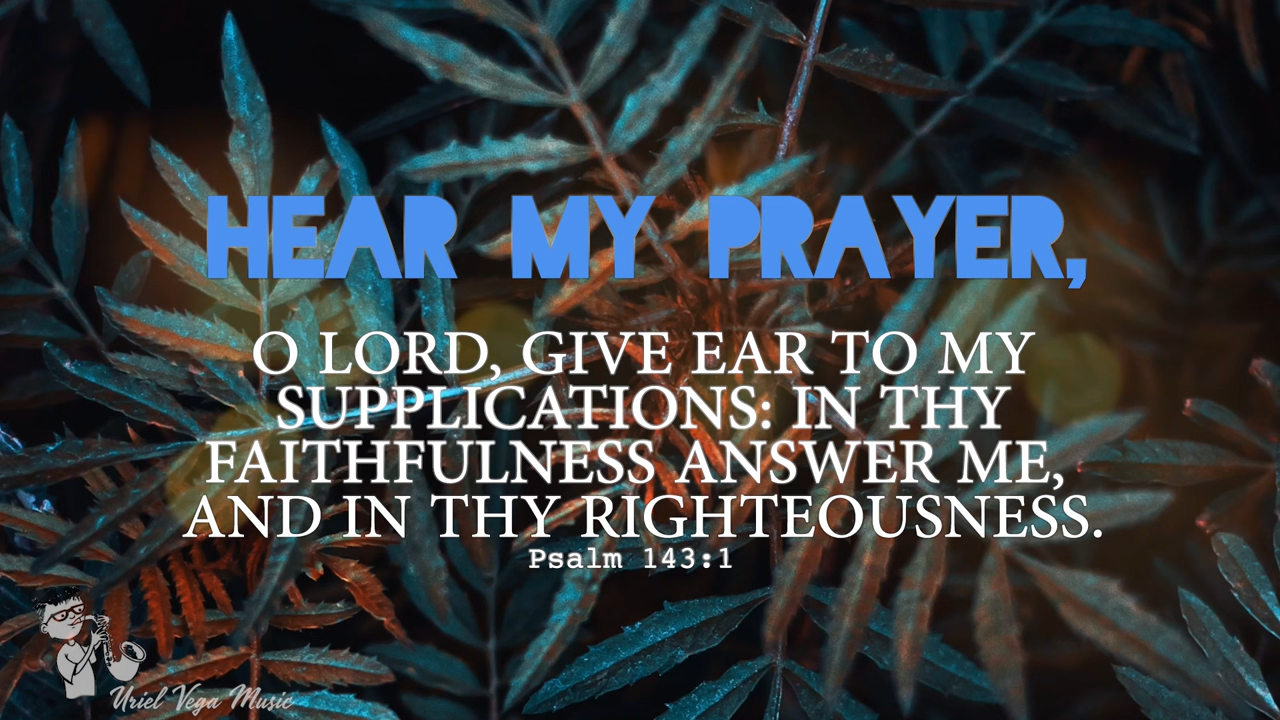 HEAR MY PRAYER,
O LORD, GIVE EAR TO MY
SUPPLICATIONS: IN THY
FAITHFULNESS ANSWER ME,
AND IN THY RIGHTEOUSNESS.
Psalm 143:1
Uriel Vega Music